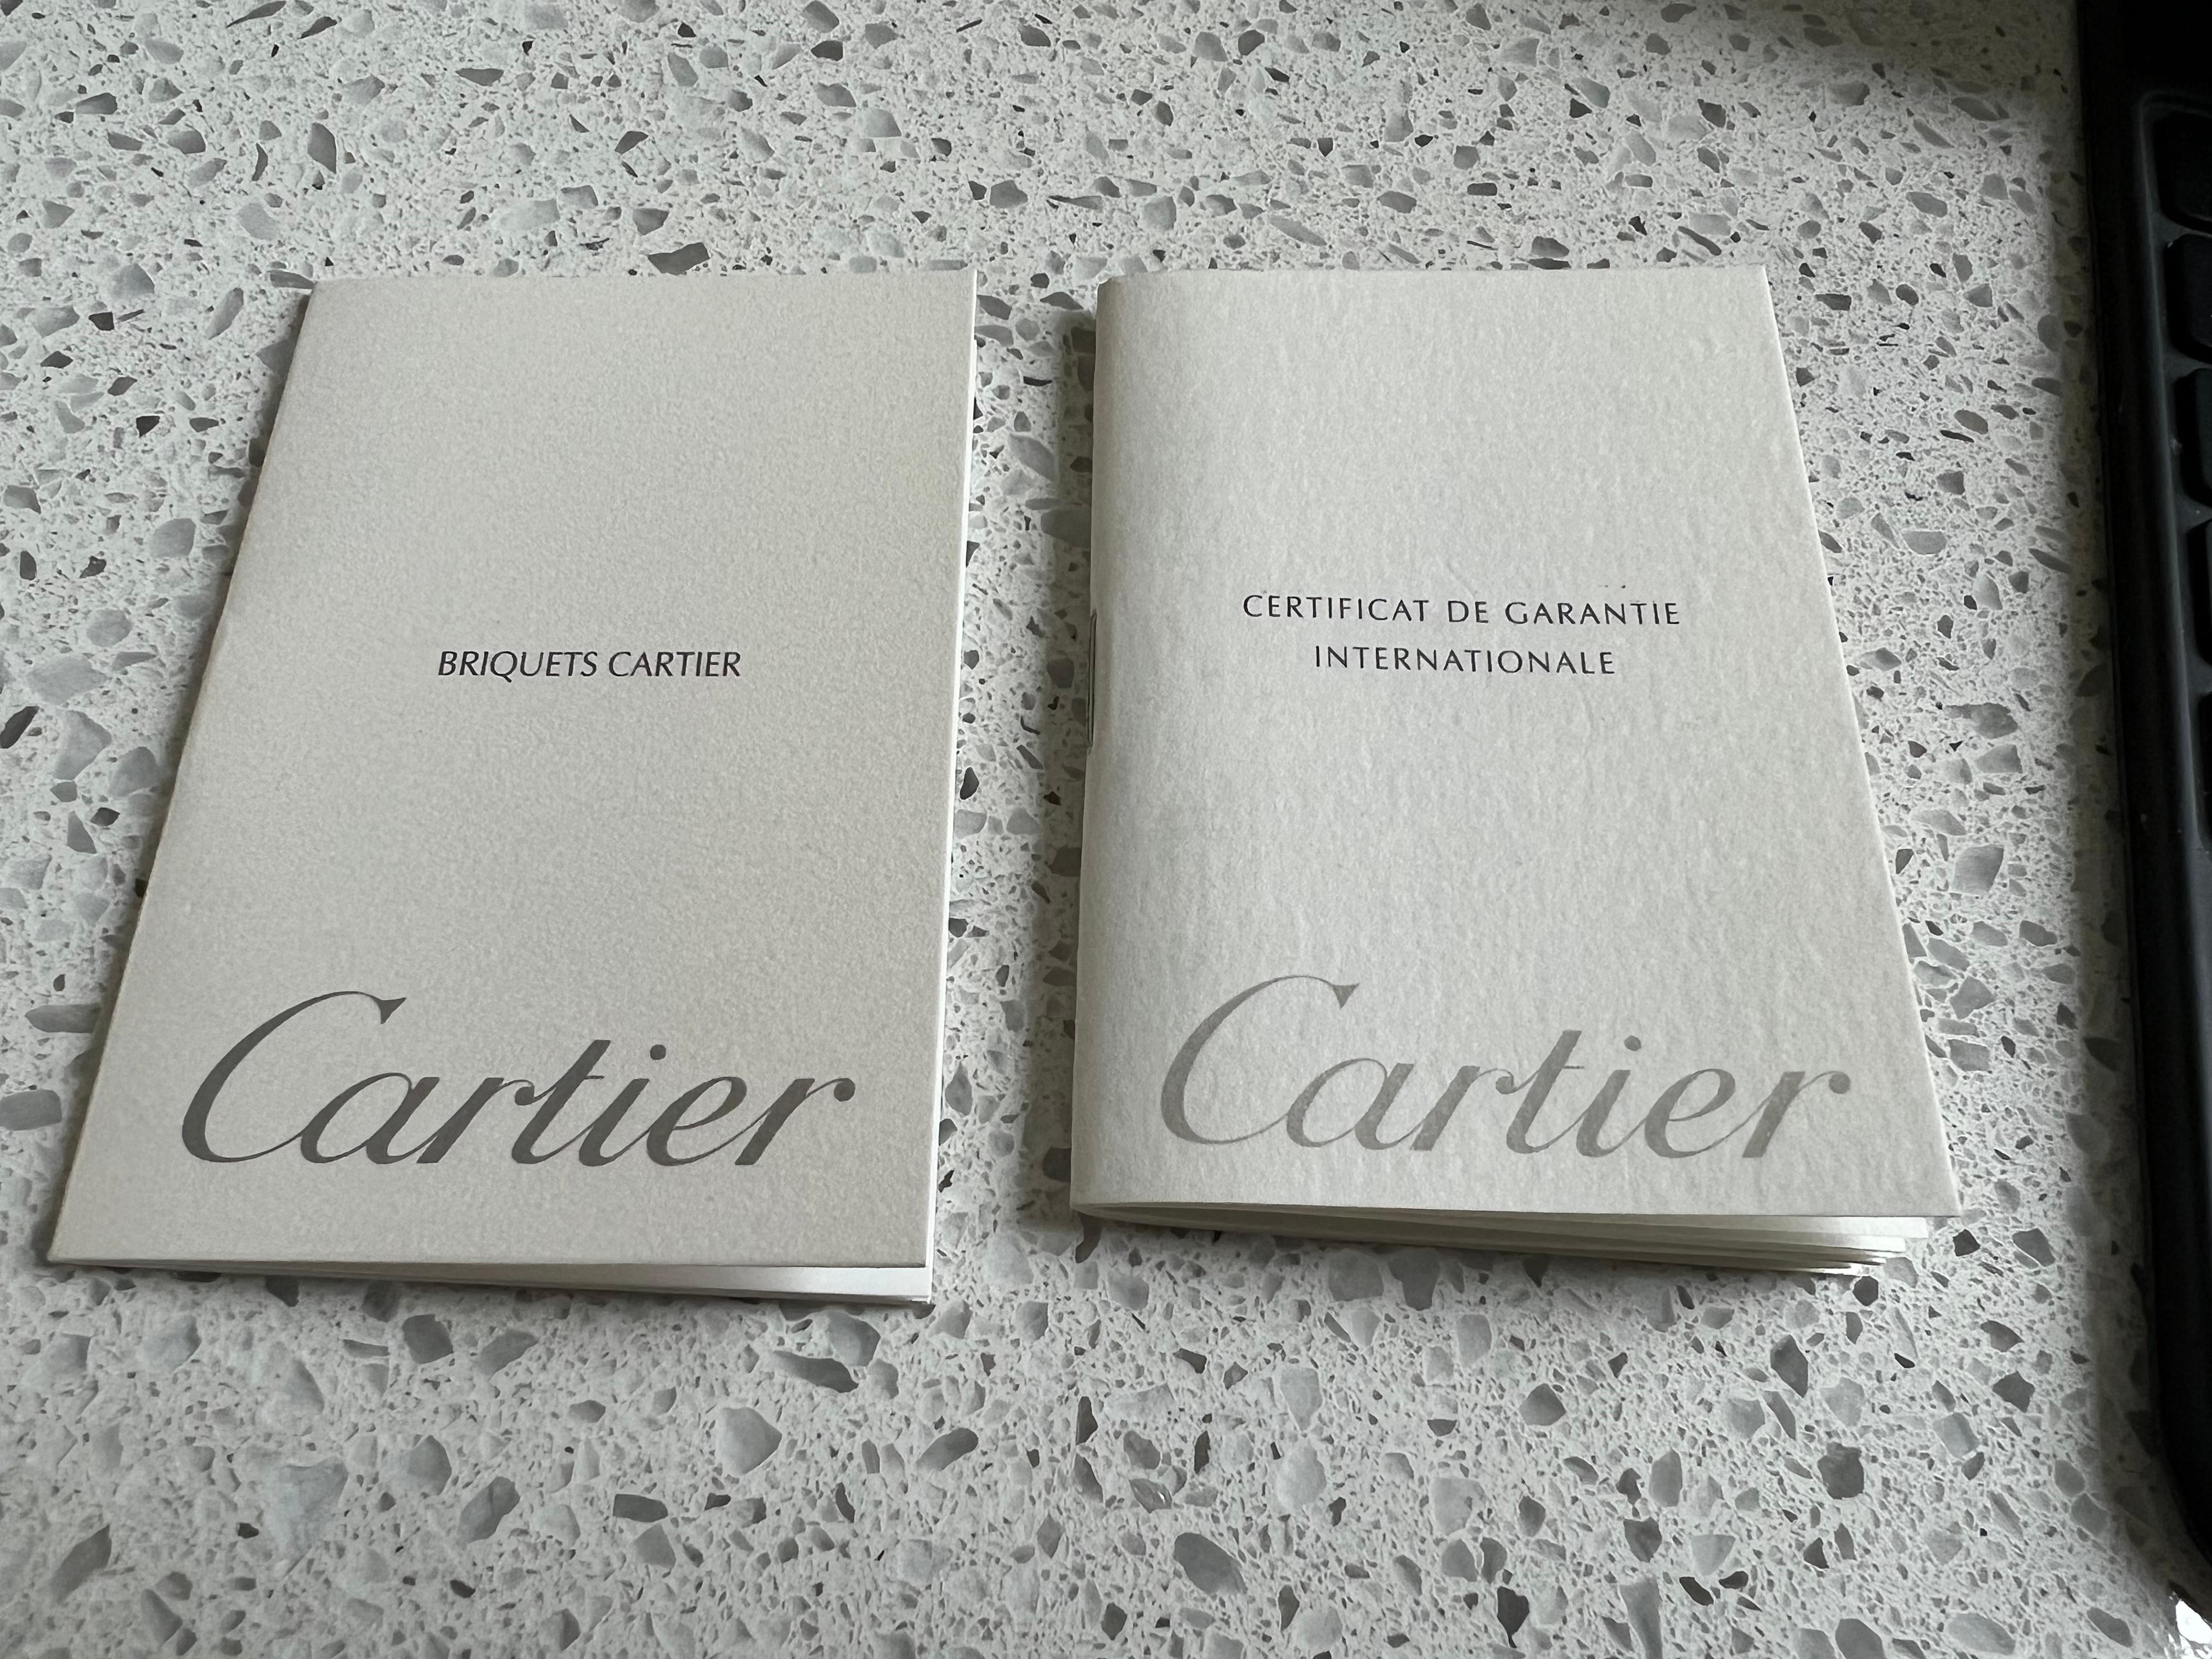 BRIQUETS CARTIER
Cartier
CERTIFICAT DE GARANTIE
INTERNATIONALE
Cartier